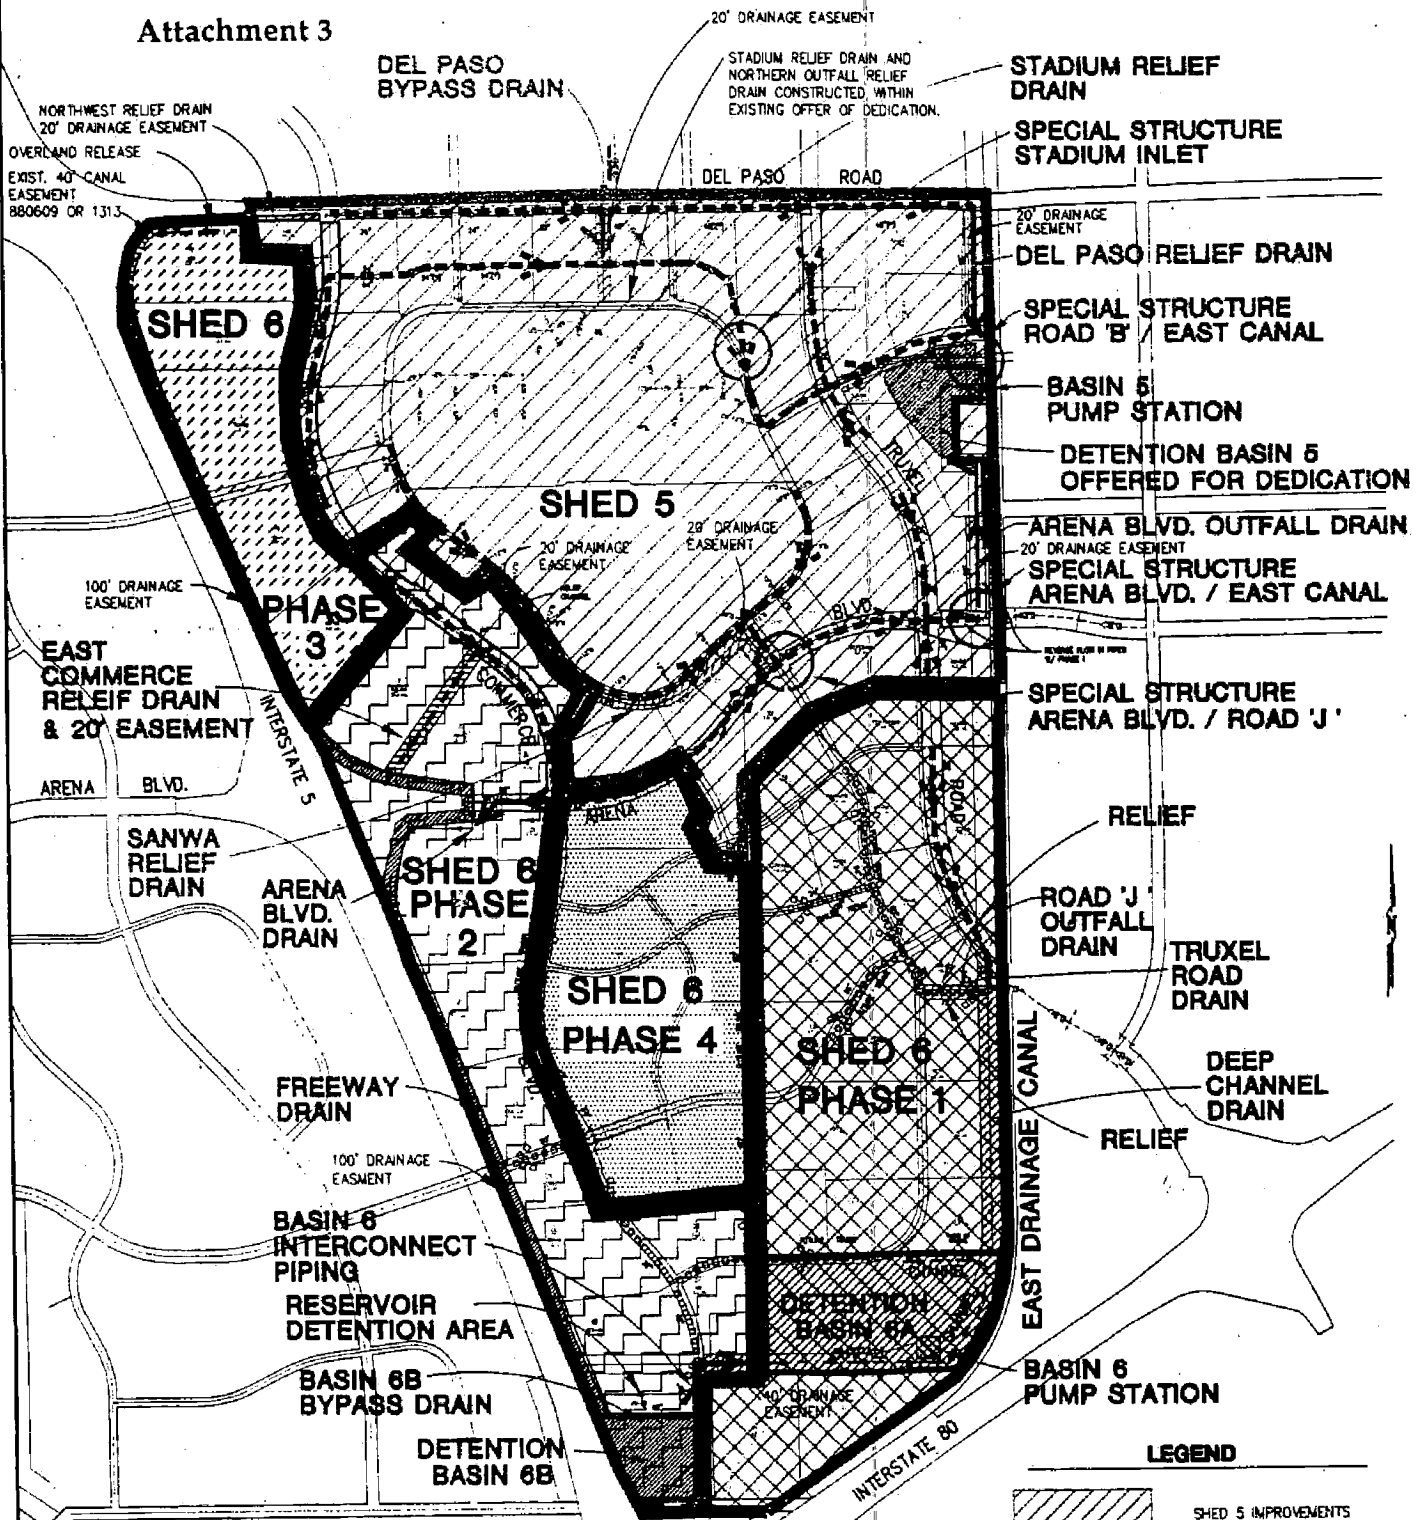 Attachment 3
20' DRAINAGE EASEMENT
DEL PASO
BYPASS DRAIN
STADIUM RELIEF DRAIN AND
NORTHERN OUTFALL RELIEF
DRAIN CONSTRUCTED WITHIN
EXISTING OFFER OF DEDICATION.
STADIUM RELIEF
DRAIN
NORTHWEST RELIEF DRAIN
20' DRAINAGE EASEMENT
SPECIAL STRUCTURE
STADIUM INLET
OVERLAND RELEASE
EXIST. 40' CANAL
EASEMENT
880609 OR 1313
DEL PASO ROAD
20' DRAINAGE
EASEMENT
DEL PASO RELIEF DRAIN
SHED 6
SPECIAL STRUCTURE
ROAD 'B' / EAST CANAL
BASIN 5
PUMP STATION
DETENTION BASIN 5
OFFERED FOR DEDICATION
TRUXEL
SHED 5
20' DRAINAGE
EASEMENT
20' DRAINAGE
EASEMENT
ARENA BLVD. OUTFALL DRAIN
20' DRAINAGE EASEMENT
SPECIAL STRUCTURE
ARENA BLVD. / EAST CANAL
100' DRAINAGE
EASEMENT
PHASE
3
BLVD.
EAST
COMMERCE
RELEIF DRAIN
& 20' EASEMENT
COMMERCE
INTERSTATE 5
SPECIAL STRUCTURE
ARENA BLVD. / ROAD 'J'
ARENA BLVD.
ARENA
ROAD
RELIEF
SANWA
RELIEF
DRAIN
ARENA
BLVD.
DRAIN
SHED 6
PHASE
2
ROAD 'J'
OUTFALL
DRAIN
TRUXEL
ROAD
DRAIN
SHED 6
PHASE 4
SHED 6
PHASE 1
EAST DRAINAGE CANAL
DEEP
CHANNEL
DRAIN
RELIEF
FREEWAY
DRAIN
100' DRAINAGE
EASMENT
BASIN 6
INTERCONNECT
PIPING
RESERVOIR
DETENTION AREA
DETENTION
BASIN 6A
BASIN 6B
BYPASS DRAIN
40' DRAINAGE
EASEMENT
BASIN 6
PUMP STATION
DETENTION
BASIN 6B
INTERSTATE 80
LEGEND
SHED 5 IMPROVEMENTS